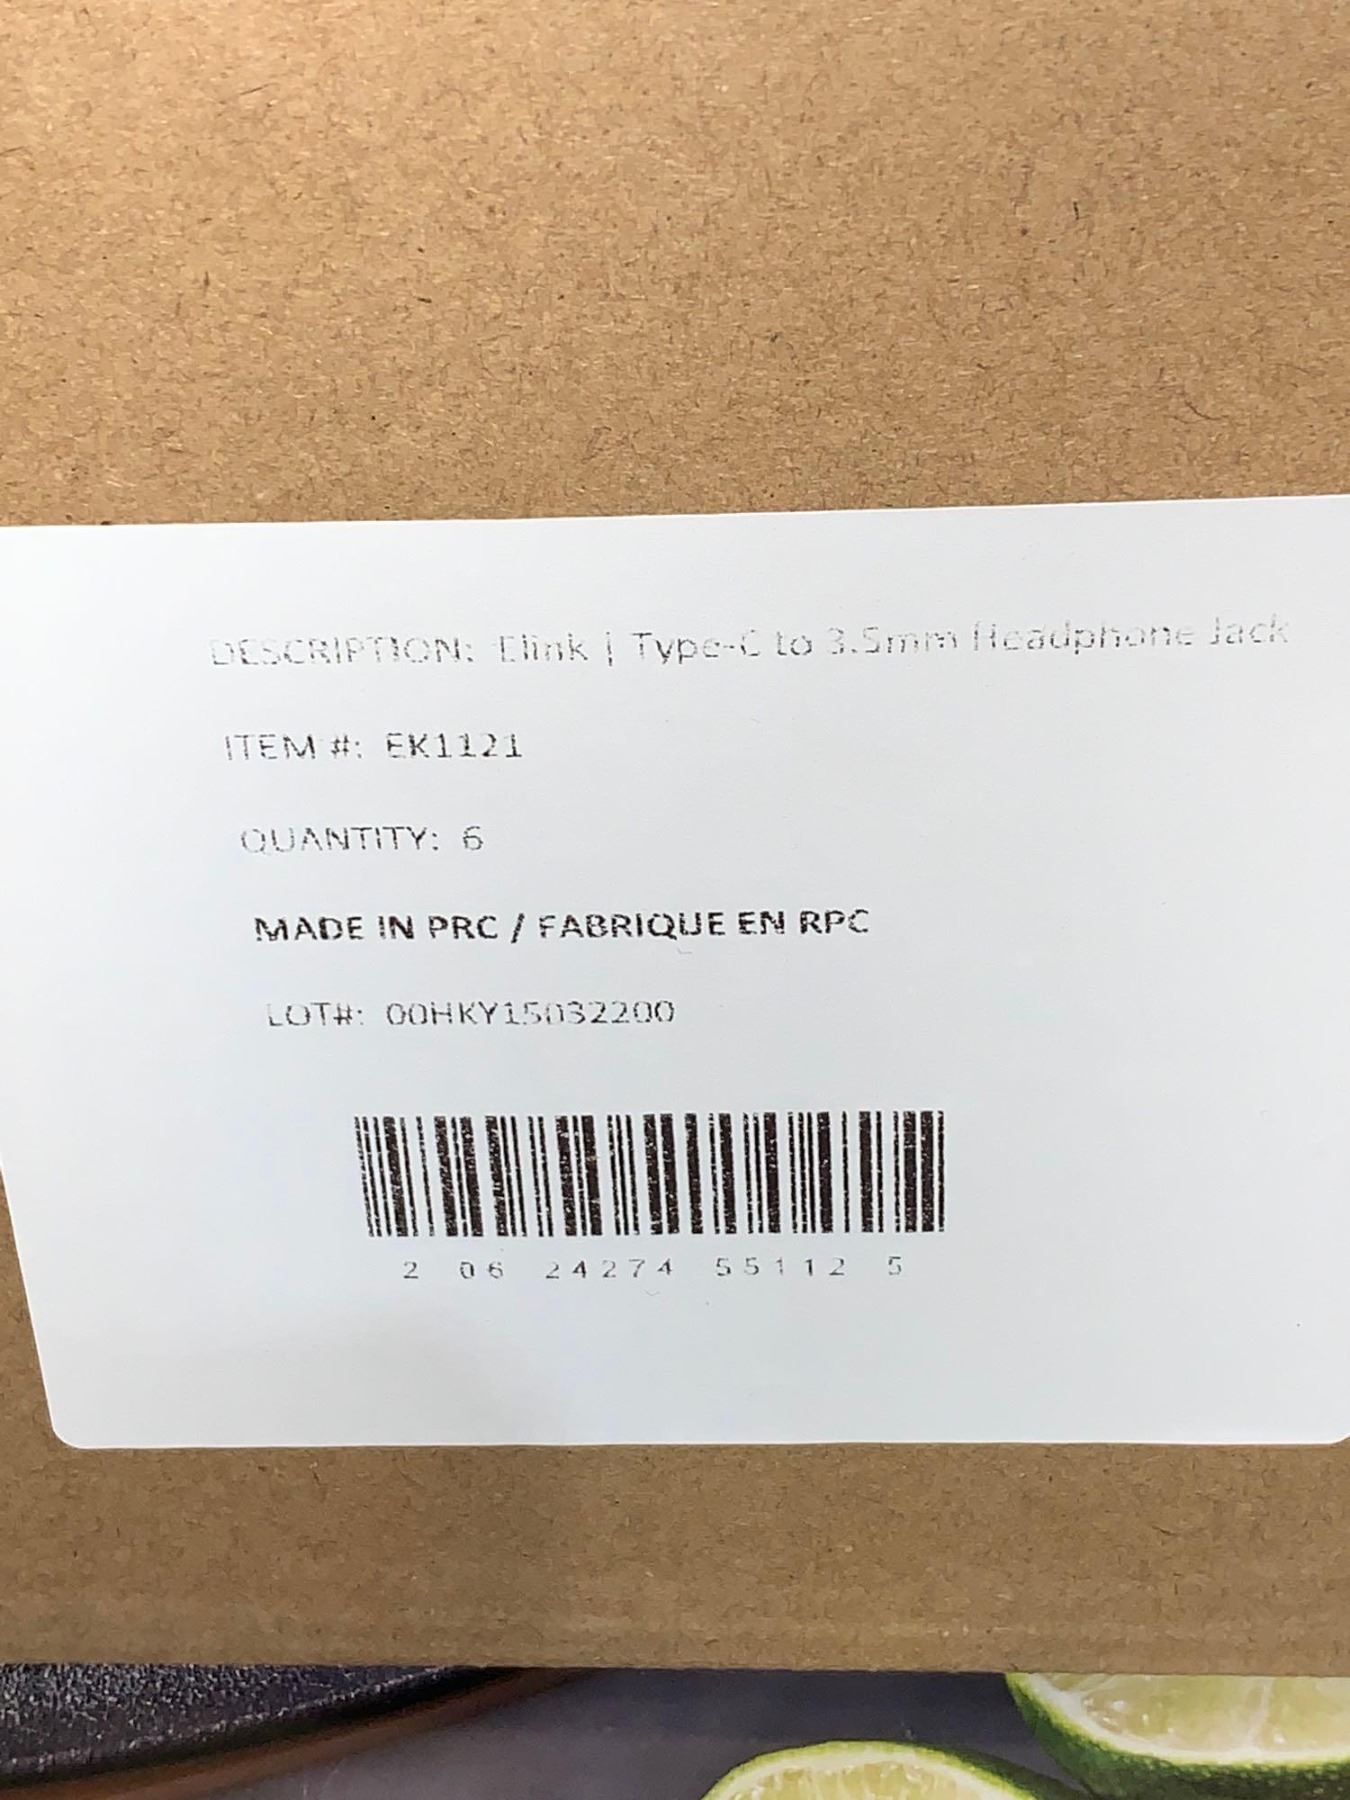 DESCRIPTION: Elink | Type-C to 3.5mm Headphone Jack
ITEM #: EK1121
QUANTITY: 6
MADE IN PRC / FABRIQUE EN RPC
LOT#: 00HKY15032200
2 06 24274 55112 5